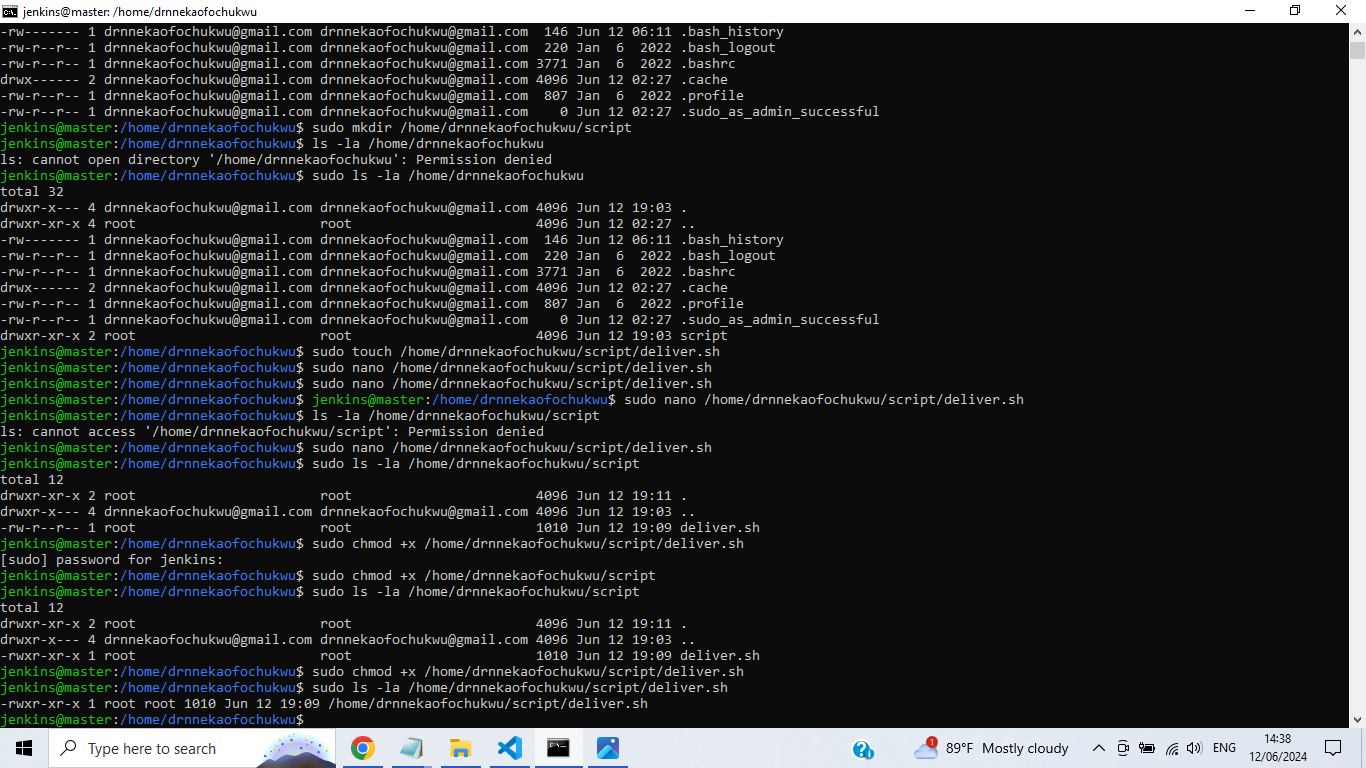 jenkins@master: /home/drnnekaofochukwu
-rw------- 1 drnnekaofochukwu@gmail.com drnnekaofochukwu@gmail.com  146 Jun 12 06:11 .bash_history
-rw-r--r-- 1 drnnekaofochukwu@gmail.com drnnekaofochukwu@gmail.com  220 Jan  6  2022 .bash_logout
-rw-r--r-- 1 drnnekaofochukwu@gmail.com drnnekaofochukwu@gmail.com 3771 Jan  6  2022 .bashrc
drwx------ 2 drnnekaofochukwu@gmail.com drnnekaofochukwu@gmail.com 4096 Jun 12 02:27 .cache
-rw-r--r-- 1 drnnekaofochukwu@gmail.com drnnekaofochukwu@gmail.com  807 Jan  6  2022 .profile
-rw-r--r-- 1 drnnekaofochukwu@gmail.com drnnekaofochukwu@gmail.com    0 Jun 12 02:27 .sudo_as_admin_successful
jenkins@master:/home/drnnekaofochukwu$ sudo mkdir /home/drnnekaofochukwu/script
jenkins@master:/home/drnnekaofochukwu$ ls -la /home/drnnekaofochukwu
ls: cannot open directory '/home/drnnekaofochukwu': Permission denied
jenkins@master:/home/drnnekaofochukwu$ sudo ls -la /home/drnnekaofochukwu
total 32
drwxr-x--- 4 drnnekaofochukwu@gmail.com drnnekaofochukwu@gmail.com 4096 Jun 12 19:03 .
drwxr-xr-x 4 root                       root                       4096 Jun 12 02:27 ..
-rw------- 1 drnnekaofochukwu@gmail.com drnnekaofochukwu@gmail.com  146 Jun 12 06:11 .bash_history
-rw-r--r-- 1 drnnekaofochukwu@gmail.com drnnekaofochukwu@gmail.com  220 Jan  6  2022 .bash_logout
-rw-r--r-- 1 drnnekaofochukwu@gmail.com drnnekaofochukwu@gmail.com 3771 Jan  6  2022 .bashrc
drwx------ 2 drnnekaofochukwu@gmail.com drnnekaofochukwu@gmail.com 4096 Jun 12 02:27 .cache
-rw-r--r-- 1 drnnekaofochukwu@gmail.com drnnekaofochukwu@gmail.com  807 Jan  6  2022 .profile
-rw-r--r-- 1 drnnekaofochukwu@gmail.com drnnekaofochukwu@gmail.com    0 Jun 12 02:27 .sudo_as_admin_successful
drwxr-xr-x 2 root                       root                       4096 Jun 12 19:03 script
jenkins@master:/home/drnnekaofochukwu$ sudo touch /home/drnnekaofochukwu/script/deliver.sh
jenkins@master:/home/drnnekaofochukwu$ sudo nano /home/drnnekaofochukwu/script/deliver.sh
jenkins@master:/home/drnnekaofochukwu$ sudo nano /home/drnnekaofochukwu/script/deliver.sh
jenkins@master:/home/drnnekaofochukwu$ jenkins@master:/home/drnnekaofochukwu$ sudo nano /home/drnnekaofochukwu/script/deliver.sh
jenkins@master:/home/drnnekaofochukwu$ ls -la /home/drnnekaofochukwu/script
ls: cannot access '/home/drnnekaofochukwu/script': Permission denied
jenkins@master:/home/drnnekaofochukwu$ sudo nano /home/drnnekaofochukwu/script/deliver.sh
jenkins@master:/home/drnnekaofochukwu$ sudo ls -la /home/drnnekaofochukwu/script
total 12
drwxr-xr-x 2 root                       root                       4096 Jun 12 19:11 .
drwxr-x--- 4 drnnekaofochukwu@gmail.com drnnekaofochukwu@gmail.com 4096 Jun 12 19:03 ..
-rw-r--r-- 1 root                       root                       1010 Jun 12 19:09 deliver.sh
jenkins@master:/home/drnnekaofochukwu$ sudo chmod +x /home/drnnekaofochukwu/script/deliver.sh
[sudo] password for jenkins:
jenkins@master:/home/drnnekaofochukwu$ sudo chmod +x /home/drnnekaofochukwu/script
jenkins@master:/home/drnnekaofochukwu$ sudo ls -la /home/drnnekaofochukwu/script
total 12
drwxr-xr-x 2 root                       root                       4096 Jun 12 19:11 .
drwxr-x--- 4 drnnekaofochukwu@gmail.com drnnekaofochukwu@gmail.com 4096 Jun 12 19:03 ..
-rwxr-xr-x 1 root                       root                       1010 Jun 12 19:09 deliver.sh
jenkins@master:/home/drnnekaofochukwu$ sudo chmod +x /home/drnnekaofochukwu/script/deliver.sh
jenkins@master:/home/drnnekaofochukwu$ sudo ls -la /home/drnnekaofochukwu/script/deliver.sh
-rwxr-xr-x 1 root root 1010 Jun 12 19:09 /home/drnnekaofochukwu/script/deliver.sh
jenkins@master:/home/drnnekaofochukwu$
Type here to search
1
89°F Mostly cloudy
ENG
14:38
12/06/2024